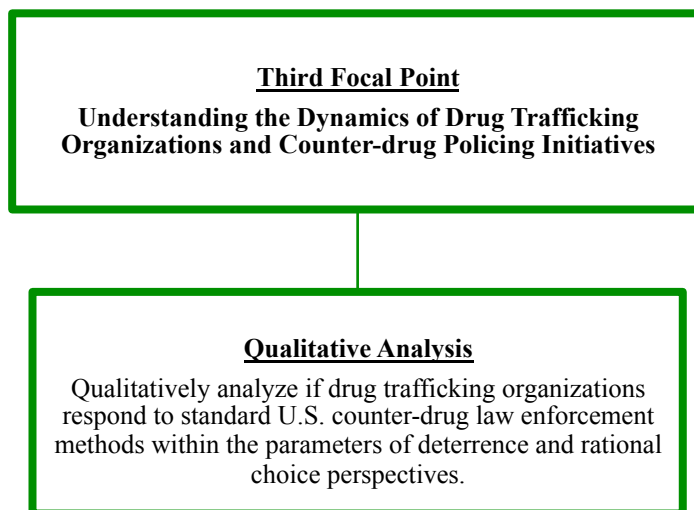 Third Focal Point
Understanding the Dynamics of Drug Trafficking
Organizations and Counter-drug Policing Initiatives
Qualitative Analysis
Qualitatively analyze if drug trafficking organizations
respond to standard U.S. counter-drug law enforcement
methods within the parameters of deterrence and rational
choice perspectives.